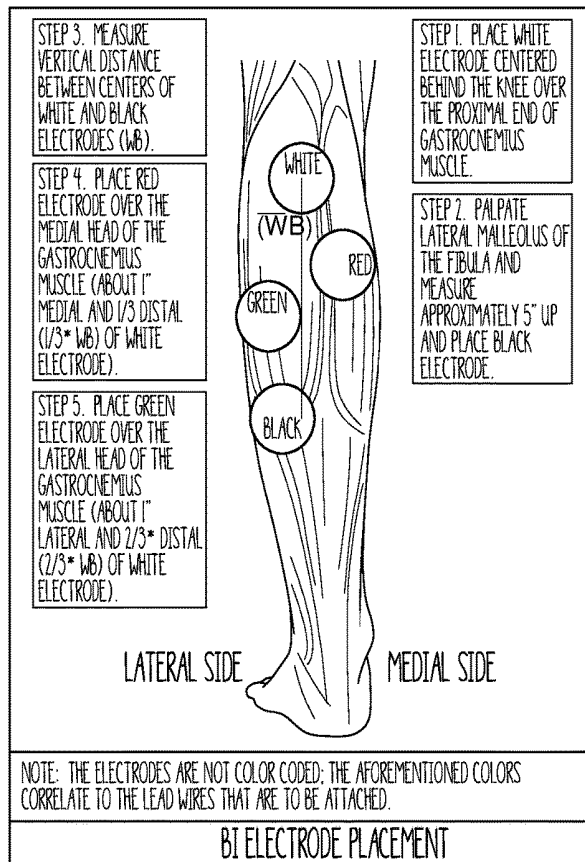 STEP 3. MEASURE
VERTICAL DISTANCE
BETWEEN CENTERS OF
WHITE AND BLACK
ELECTRODES (WB).
STEP 4. PLACE RED
ELECTRODE OVER THE
MEDIAL HEAD OF THE
GASTROCNEMIUS
MUSCLE (ABOUT 1"
MEDIAL AND 1/3 DISTAL
(1/3* WB) OF WHITE
ELECTRODE).
STEP 5. PLACE GREEN
ELECTRODE OVER THE
LATERAL HEAD OF THE
GASTROCNEMIUS
MUSCLE (ABOUT 1"
LATERAL AND 2/3* DISTAL
(2/3* WB) OF WHITE
ELECTRODE).
WHITE
(WB)
RED
GREEN
BLACK
STEP 1. PLACE WHITE
ELECTRODE CENTERED
BEHIND THE KNEE OVER
THE PROXIMAL END OF
GASTROCNEMIUS
MUSCLE.
STEP 2. PALPATE
LATERAL MALLEOLUS OF
THE FIBULA AND
MEASURE
APPROXIMATELY 5" UP
AND PLACE BLACK
ELECTRODE.
LATERAL SIDE
MEDIAL SIDE
NOTE: THE ELECTRODES ARE NOT COLOR CODED; THE AFOREMENTIONED COLORS
CORRELATE TO THE LEAD WIRES THAT ARE TO BE ATTACHED.
BI ELECTRODE PLACEMENT